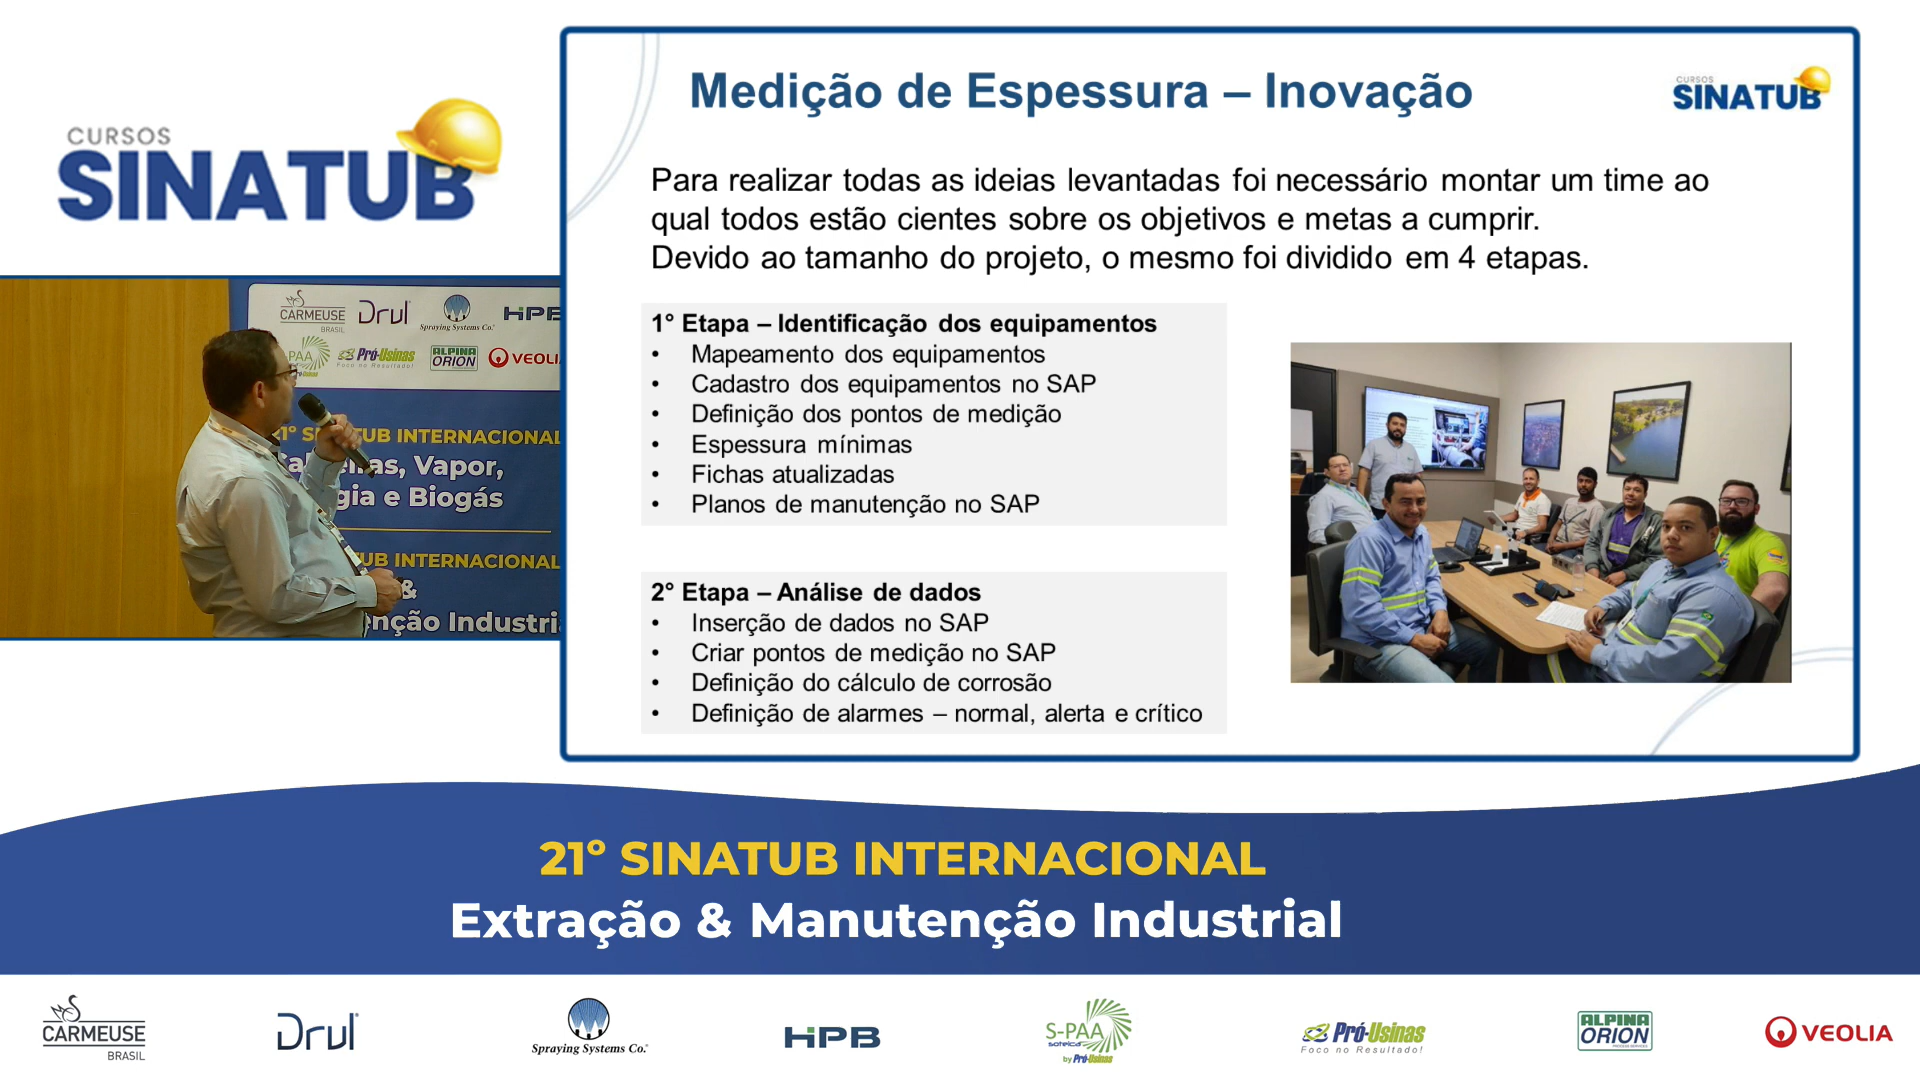 CURSOS
SINATUB
Medição de Espessura – Inovação
CURSOS
SINATUB
Para realizar todas as ideias levantadas foi necessário montar um time ao
qual todos estão cientes sobre os objetivos e metas a cumprir.
Devido ao tamanho do projeto, o mesmo foi dividido em 4 etapas.
1° Etapa – Identificação dos equipamentos
• Mapeamento dos equipamentos
• Cadastro dos equipamentos no SAP
• Definição dos pontos de medição
• Espessura mínimas
• Fichas atualizadas
• Planos de manutenção no SAP
2° Etapa – Análise de dados
• Inserção de dados no SAP
• Criar pontos de medição no SAP
• Definição do cálculo de corrosão
• Definição de alarmes – normal, alerta e crítico
CARMEUSE
BRASIL
Drul
Spraying Systems Co.
HPB
PAA
Pró-Usinas
Foco no Resultado!
ALPINA
ORION
VEOLI
UB INTERNACIONAL
as, Vapor,
gia e Biogás
UB INTERNACIONAL
&
enção Industri
21º SINATUB INTERNACIONAL
Extração & Manutenção Industrial
CARMEUSE
BRASIL
Drul
Spraying Systems Co.
HPB
S-PAA
soteica
by Pró-Usinas
Pró-Usinas
Foco no Resultado!
ALPINA
ORION
VEOLIA